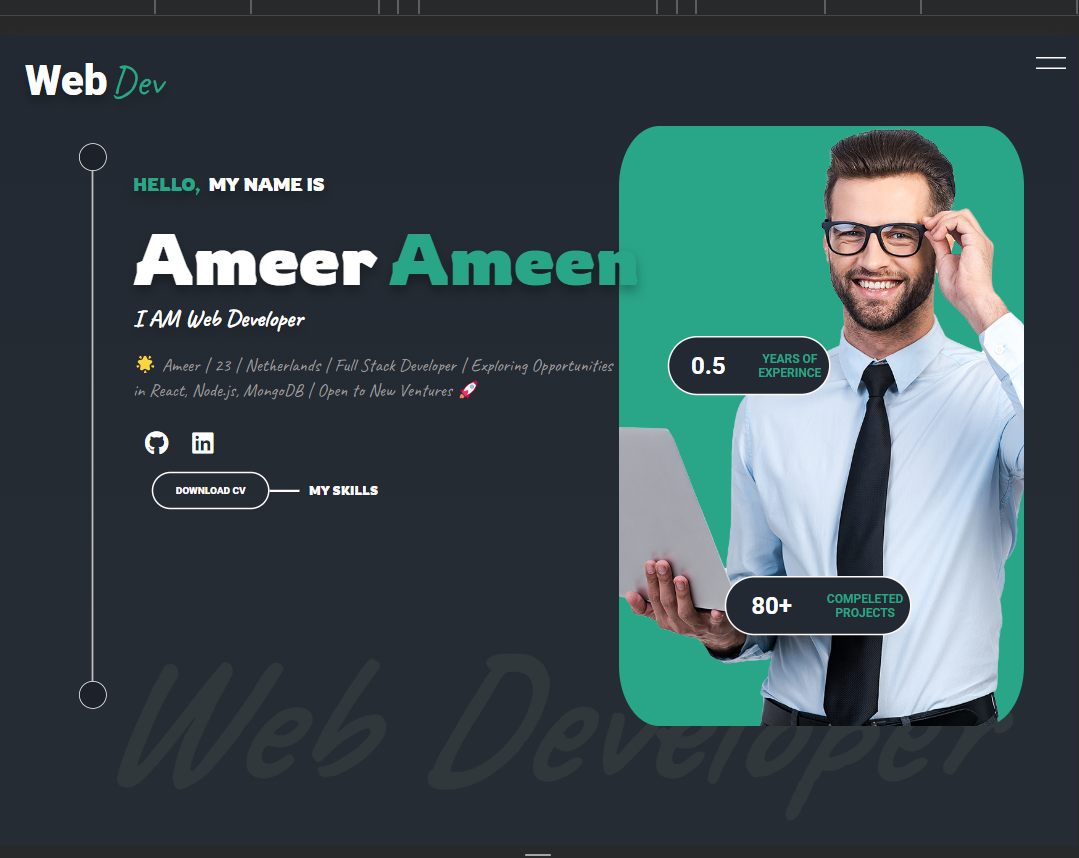 Web Dev
HELLO, MY NAME IS
Ameer Ameen
I AM Web Developer
🌟 Ameer | 23 | Netherlands | Full Stack Developer | Exploring Opportunities
in React, Node.js, MongoDB | Open to New Ventures 🚀
DOWNLOAD CV
MY SKILLS
0.5
YEARS OF
EXPERINCE
80+
COMPELETED
PROJECTS
Web Developer